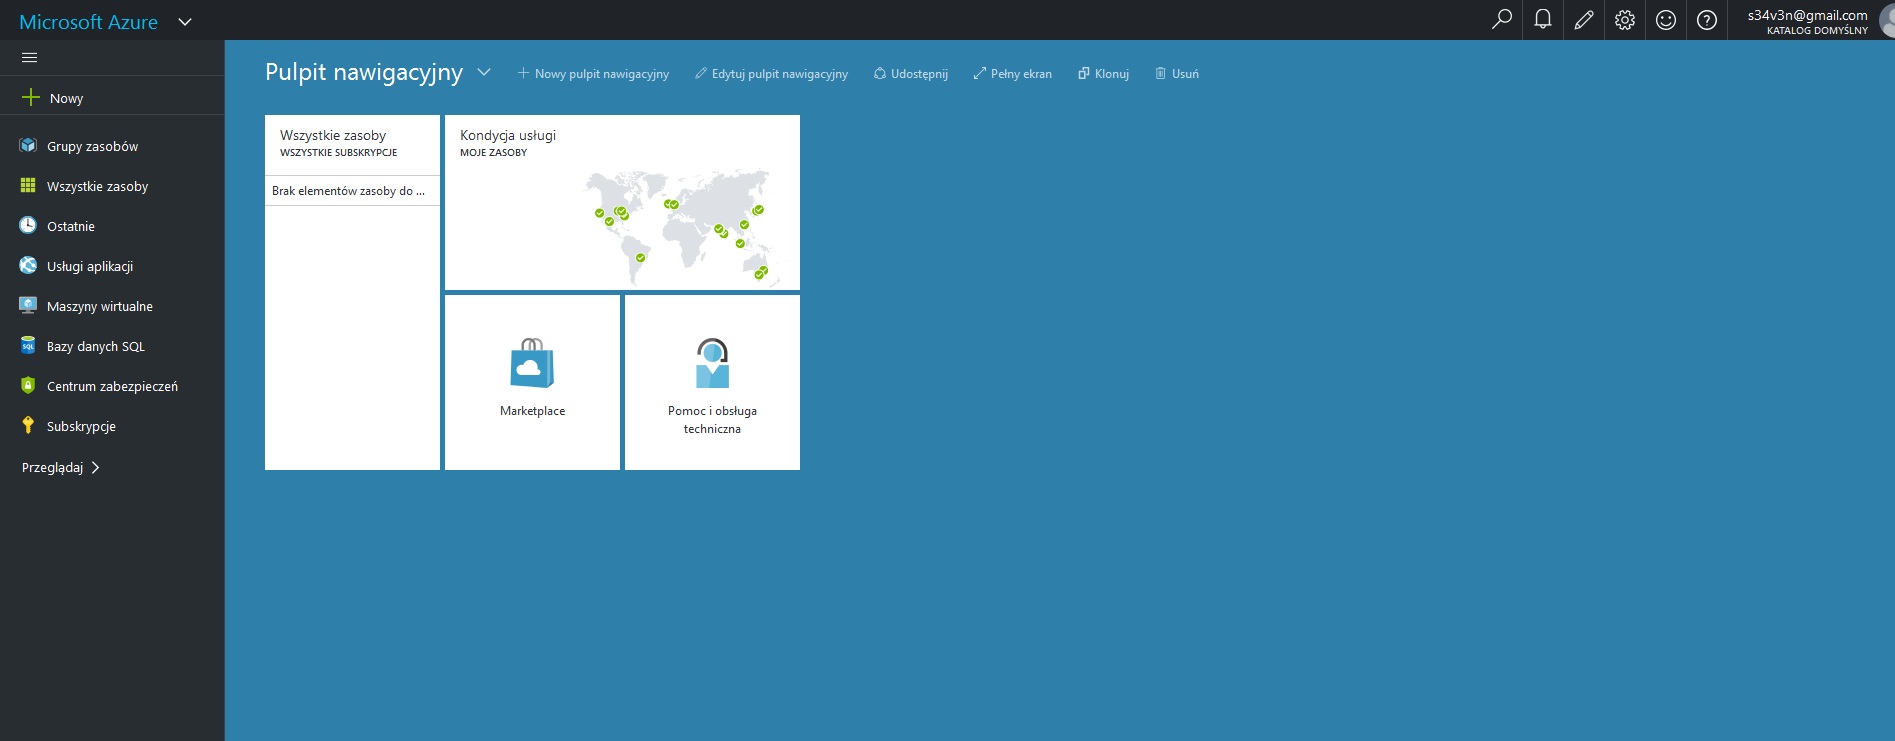 Microsoft Azure
s34v3n@gmail.com
KATALOG DOMYŚLNY
Nowy
Grupy zasobów
Wszystkie zasoby
Ostatnie
Usługi aplikacji
Maszyny wirtualne
SQL
Bazy danych SQL
Centrum zabezpieczeń
Subskrypcje
Przeglądaj
Pulpit nawigacyjny
Nowy pulpit nawigacyjny
Edytuj pulpit nawigacyjny
Udostępnij
Pełny ekran
Klonuj
Usuń
Wszystkie zasoby
WSZYSTKIE SUBSKRYPCJE
Brak elementów zasoby do ...
Kondycja usługi
MOJE ZASOBY
Marketplace
Pomoc i obsługa
techniczna